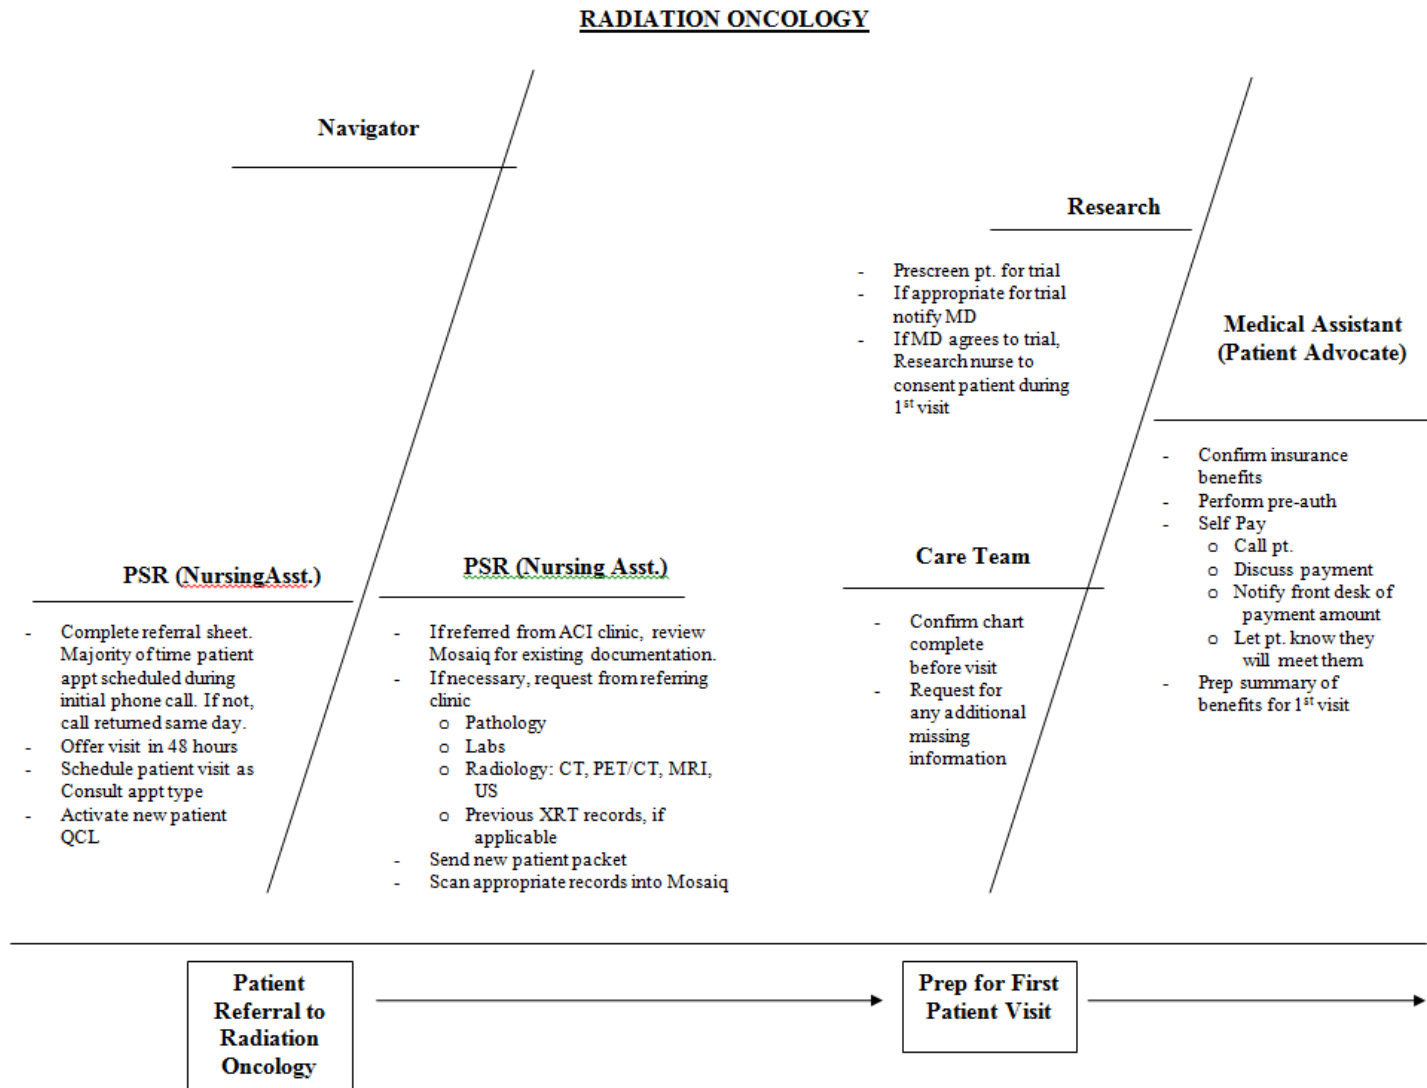 RADIATION ONCOLOGY
Navigator
PSR (NursingAsst.)
- Complete referral sheet.
Majority of time patient
appt scheduled during
initial phone call. If not,
call returned same day.
- Offer visit in 48 hours
- Schedule patient visit as
Consult appt type
- Activate new patient
QCL
PSR (Nursing Asst.)
- If referred from ACI clinic, review
Mosaiq for existing documentation.
- If necessary, request from referring
clinic
o Pathology
o Labs
o Radiology: CT, PET/CT, MRI,
US
o Previous XRT records, if
applicable
- Send new patient packet
- Scan appropriate records into Mosaiq
Research
- Prescreen pt. for trial
- If appropriate for trial
notify MD
- If MD agrees to trial,
Research nurse to
consent patient during
1st visit
Care Team
- Confirm chart
complete
before visit
- Request for
any additional
missing
information
Medical Assistant
(Patient Advocate)
- Confirm insurance
benefits
- Perform pre-auth
- Self Pay
o Call pt.
o Discuss payment
o Notify front desk of
payment amount
o Let pt. know they
will meet them
- Prep summary of
benefits for 1st visit
Patient
Referral to
Radiation
Oncology
Prep for First
Patient Visit